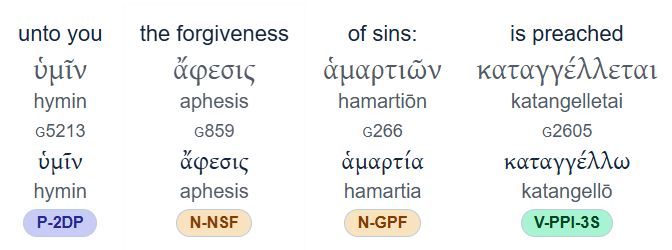 unto you the forgiveness of sins: is preached
ὑμῖν ἄφεσις ἁμαρτιῶν καταγγέλλεται
hymin aphesis hamartiōn katangelletai
G5213 G859 G266 G2605
ὑμῖν ἄφεσις ἁμαρτία καταγγέλλω
hymin aphesis hamartia katangellō
P-2DP N-NSF N-GPF V-PPI-3S